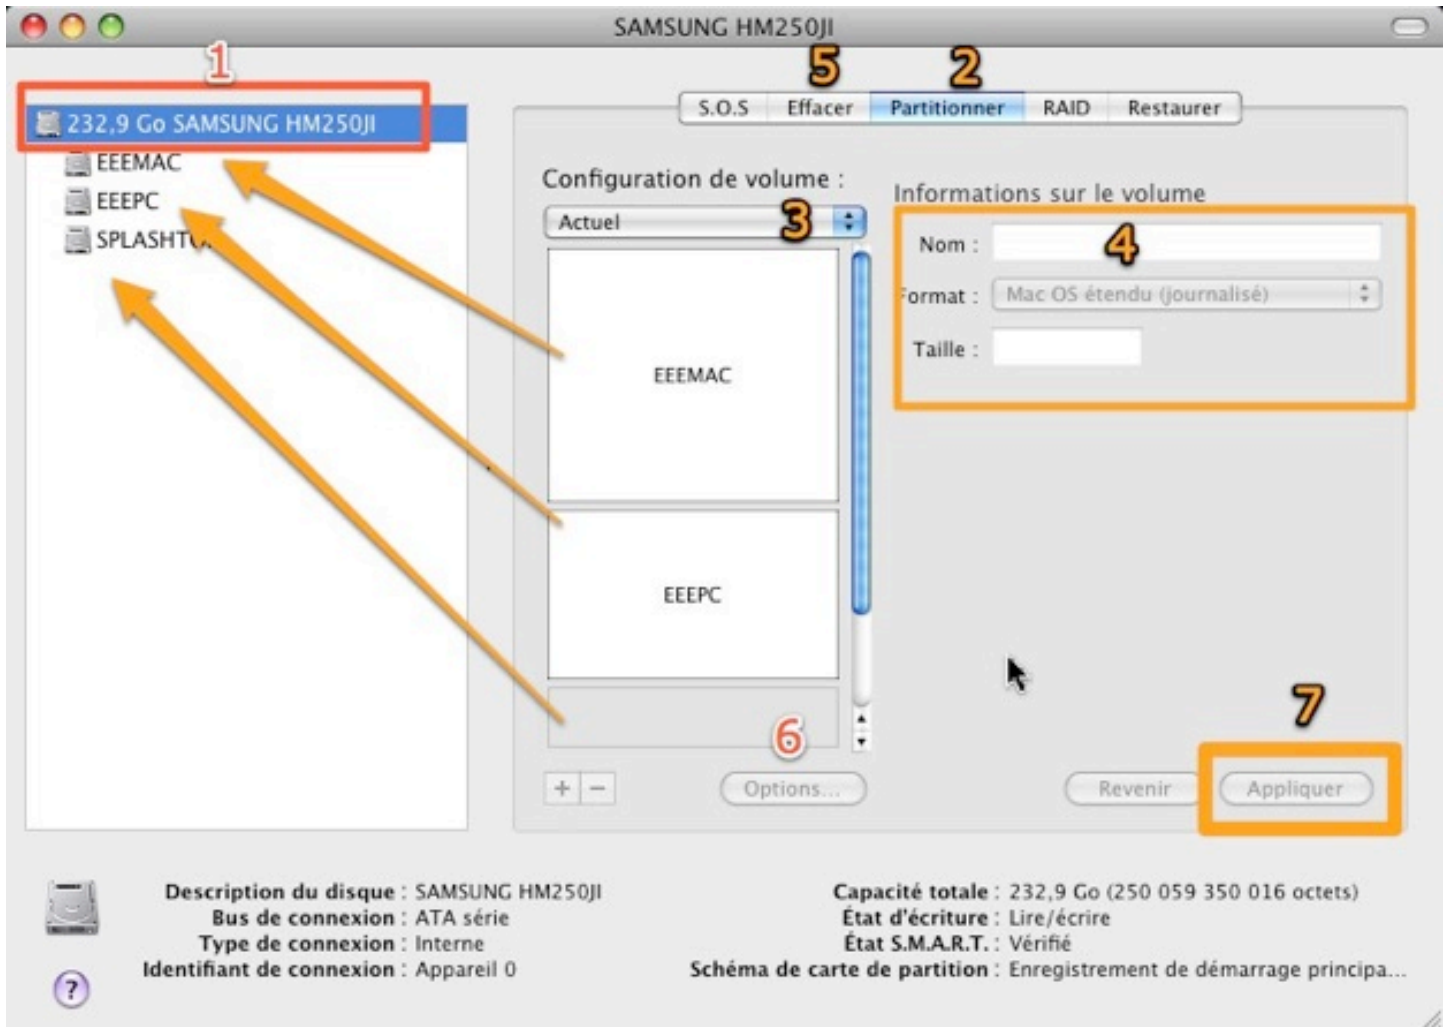 SAMSUNG HM250JI
1
5
2
S.O.S Effacer Partitionner RAID Restaurer
232,9 Go SAMSUNG HM250JI
EEEMAC
EEEPC
Configuration de volume :
Actuel
3
Informations sur le volume
Nom :
4
Format : Mac OS étendu (journalisé)
Taille :
EEEMAC
EEEPC
6
7
+ − Options... Revenir Appliquer
Description du disque : SAMSUNG HM250JI
Bus de connexion : ATA série
Type de connexion : Interne
Identifiant de connexion : Appareil 0
Capacité totale : 232,9 Go (250 059 350 016 octets)
État d'écriture : Lire/écrire
État S.M.A.R.T. : Vérifié
Schéma de carte de partition : Enregistrement de démarrage principa...
?